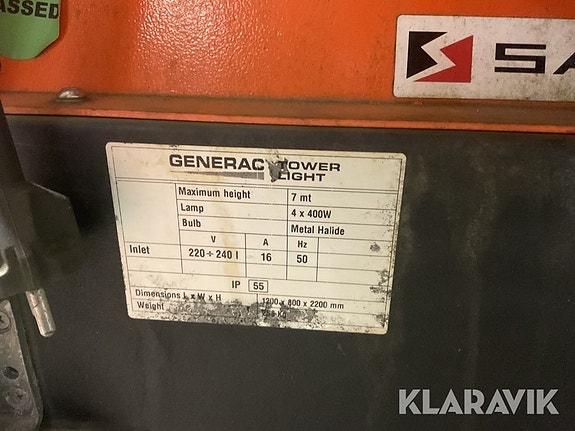 ASSED
SA
GENERAC TOWER
LIGHT
Maximum height 7 mt
Lamp 4 x 400W
Bulb Metal Halide
V A Hz
Inlet 220 ÷ 240 I 16 50
IP 55
Dimensions L x W x H 1200 x 800 x 2200 mm
Weight Kg
KLARAVIK